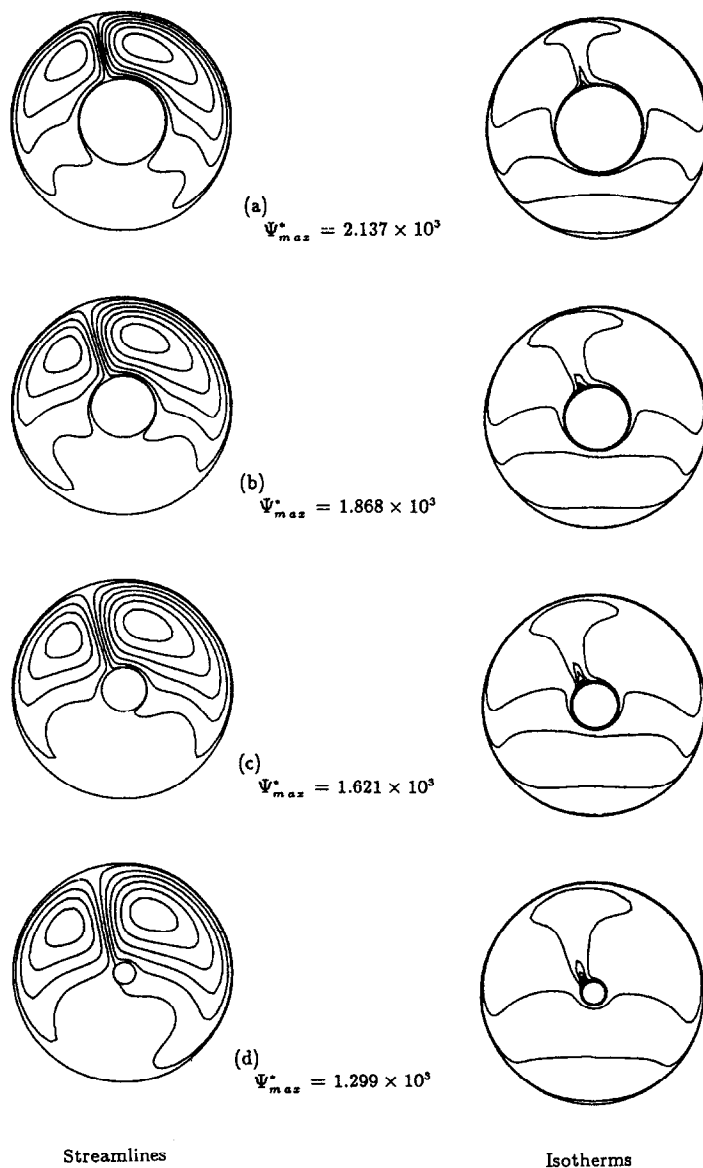 (a)
Ψ*max = 2.137 × 10³
(b)
Ψ*max = 1.868 × 10³
(c)
Ψ*max = 1.621 × 10³
(d)
Ψ*max = 1.299 × 10³
Streamlines Isotherms